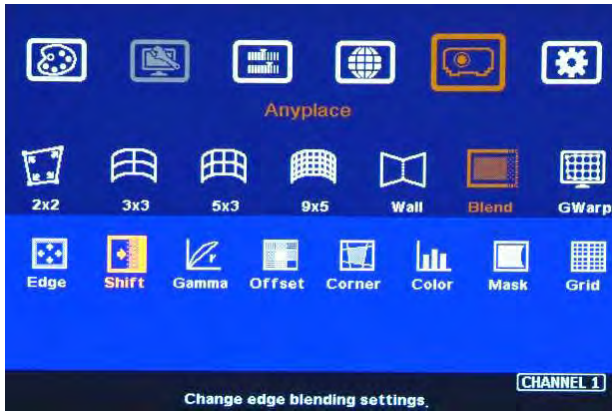 Anyplace
2x2 3x3 5x3 9x5 Wall Blend GWarp
Edge Shift Gamma Offset Corner Color Mask Grid
CHANNEL 1
Change edge blending settings.